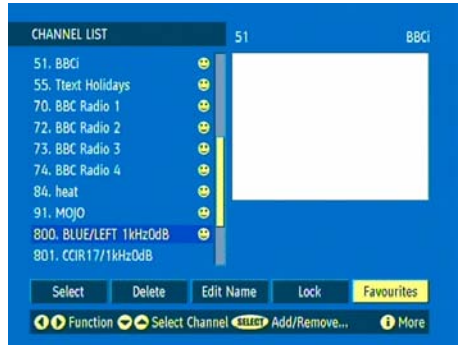 CHANNEL LIST
51 BBCi
51. BBCi
55. Ttext Holidays
70. BBC Radio 1
72. BBC Radio 2
73. BBC Radio 3
74. BBC Radio 4
84. heat
91. MOJO
800. BLUE/LEFT 1kHz0dB
801. CCIR17/1kHz0dB
Select Delete Edit Name Lock Favourites
Function Select Channel SELECT Add/Remove... i More